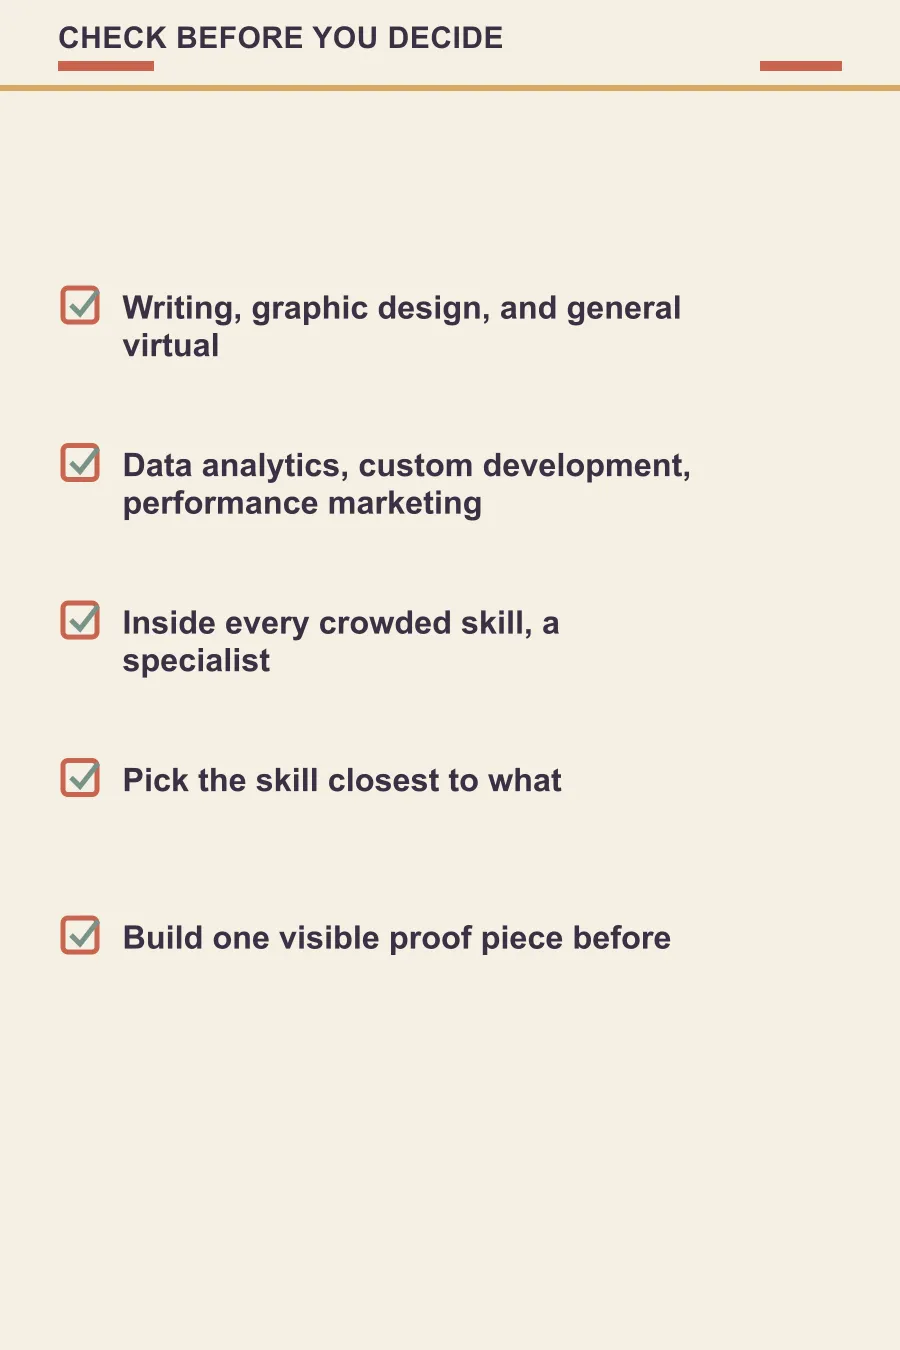 CHECK BEFORE YOU DECIDE
Writing, graphic design, and general
virtual
Data analytics, custom development,
performance marketing
Inside every crowded skill, a
specialist
Pick the skill closest to what
Build one visible proof piece before